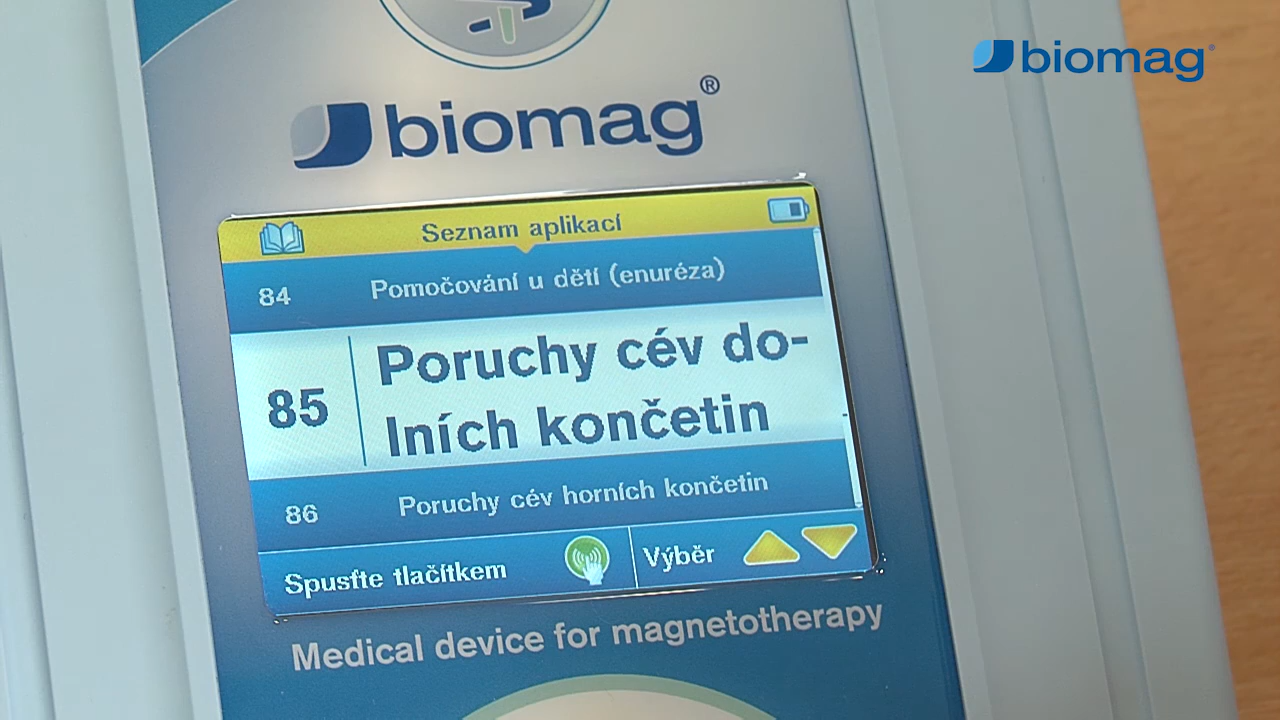 biomag®
biomag®
Seznam aplikací
84 Pomočování u dětí (enuréza)
85 Poruchy cév do-
lních končetin
86 Poruchy cév horních končetin
Spusťte tlačítkem Výběr
Medical device for magnetotherapy